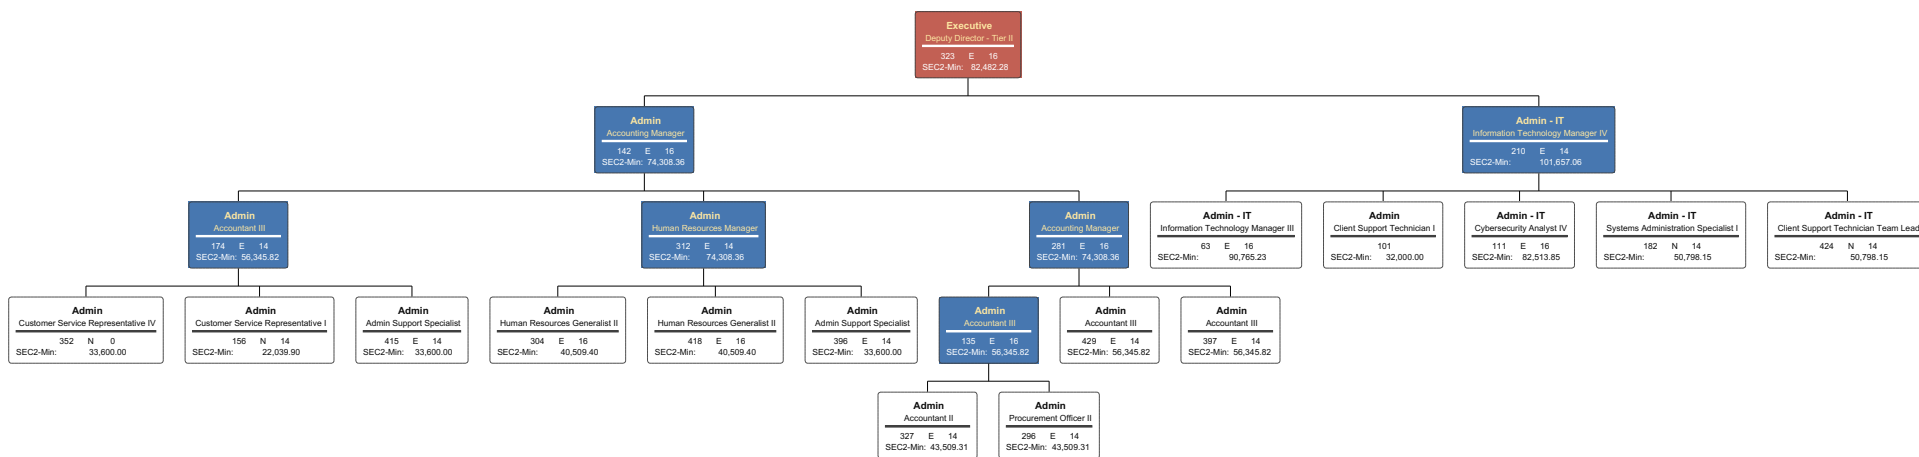 Executive
Deputy Director - Tier II
323 E 16
SEC2-Min: 82,482.28
Admin
Accounting Manager
142 E 16
SEC2-Min: 74,308.36
Admin - IT
Information Technology Manager IV
210 E 14
SEC2-Min: 101,657.06
Admin
Accountant III
174 E 14
SEC2-Min: 56,345.82
Admin
Human Resources Manager
312 E 14
SEC2-Min: 74,308.36
Admin
Accounting Manager
281 E 16
SEC2-Min: 74,308.36
Admin - IT
Information Technology Manager III
63 E 16
SEC2-Min: 90,765.23
Admin
Client Support Technician I
101
SEC2-Min: 32,000.00
Admin - IT
Cybersecurity Analyst IV
111 E 16
SEC2-Min: 82,513.85
Admin - IT
Systems Administration Specialist I
182 N 14
SEC2-Min: 50,798.15
Admin - IT
Client Support Technician Team Lead
424 N 14
SEC2-Min: 50,798.15
Admin
Customer Service Representative IV
352 N 0
SEC2-Min: 33,600.00
Admin
Customer Service Representative I
156 N 14
SEC2-Min: 22,039.90
Admin
Admin Support Specialist
415 E 14
SEC2-Min: 33,600.00
Admin
Human Resources Generalist II
304 E 16
SEC2-Min: 40,509.40
Admin
Human Resources Generalist II
418 E 16
SEC2-Min: 40,509.40
Admin
Admin Support Specialist
396 E 14
SEC2-Min: 33,600.00
Admin
Accountant III
135 E 16
SEC2-Min: 56,345.82
Admin
Accountant III
429 E 14
SEC2-Min: 56,345.82
Admin
Accountant III
397 E 14
SEC2-Min: 56,345.82
Admin
Accountant II
327 E 14
SEC2-Min: 43,509.31
Admin
Procurement Officer II
296 E 14
SEC2-Min: 43,509.31